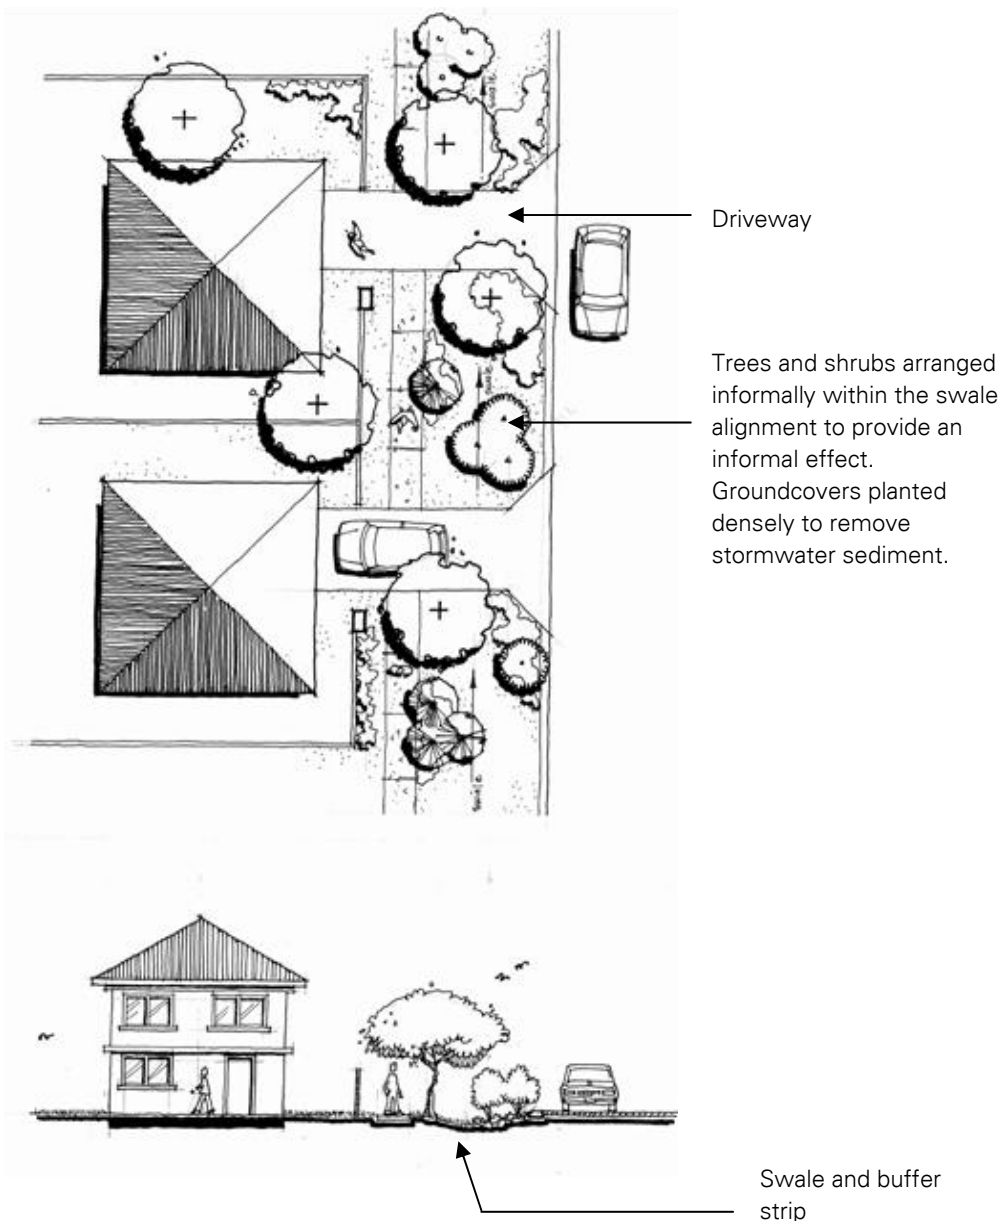 Driveway
Trees and shrubs arranged
informally within the swale
alignment to provide an
informal effect.
Groundcovers planted
densely to remove
stormwater sediment.
Swale and buffer
strip